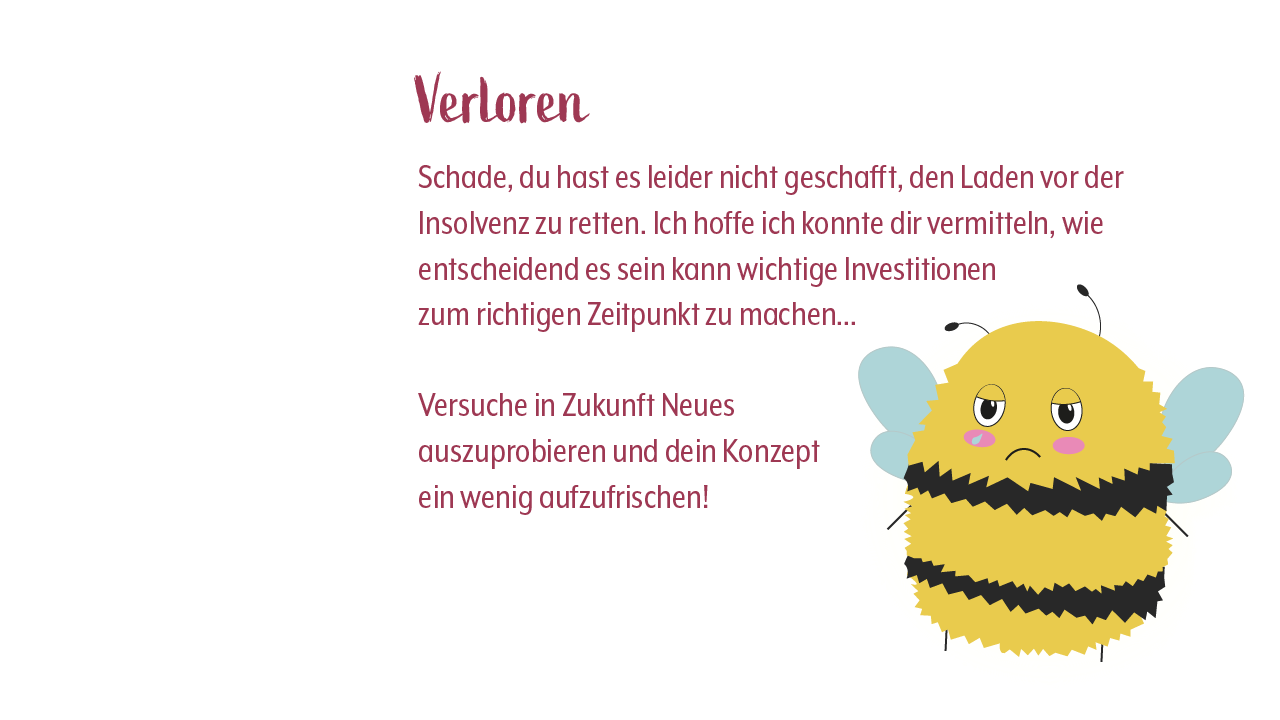 Verloren
Schade, du hast es leider nicht geschafft, den Laden vor der
Insolvenz zu retten. Ich hoffe ich konnte dir vermitteln, wie
entscheidend es sein kann wichtige Investitionen
zum richtigen Zeitpunkt zu machen...
Versuche in Zukunft Neues
auszuprobieren und dein Konzept
ein wenig aufzufrischen!